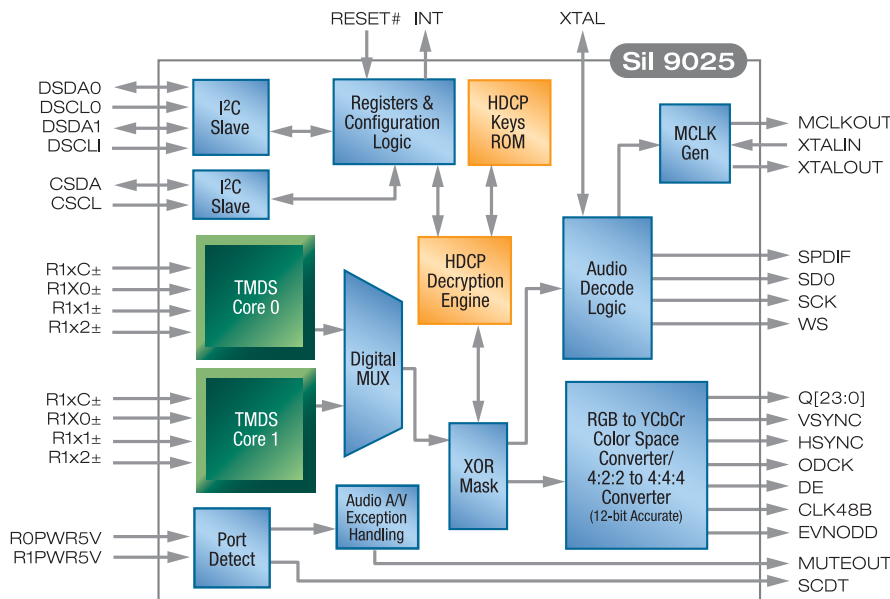 RESET# INT XTAL
SiI 9025
DSDA0
DSCL0
DSDA1
DSCLI
I²C
Slave
Registers &
Configuration
Logic
HDCP
Keys
ROM
MCLK
Gen
MCLKOUT
XTALIN
XTALOUT
CSDA
CSCL
I²C
Slave
R1xC±
R1X0±
R1x1±
R1x2±
TMDS
Core 0
HDCP
Decryption
Engine
Audio
Decode
Logic
SPDIF
SD0
SCK
WS
Digital
MUX
R1xC±
R1X0±
R1x1±
R1x2±
TMDS
Core 1
XOR
Mask
RGB to YCbCr
Color Space
Converter/
4:2:2 to 4:4:4
Converter
(12-bit Accurate)
Q[23:0]
VSYNC
HSYNC
ODCK
DE
CLK48B
EVNODD
R0PWR5V
R1PWR5V
Port
Detect
Audio A/V
Exception
Handling
MUTEOUT
SCDT